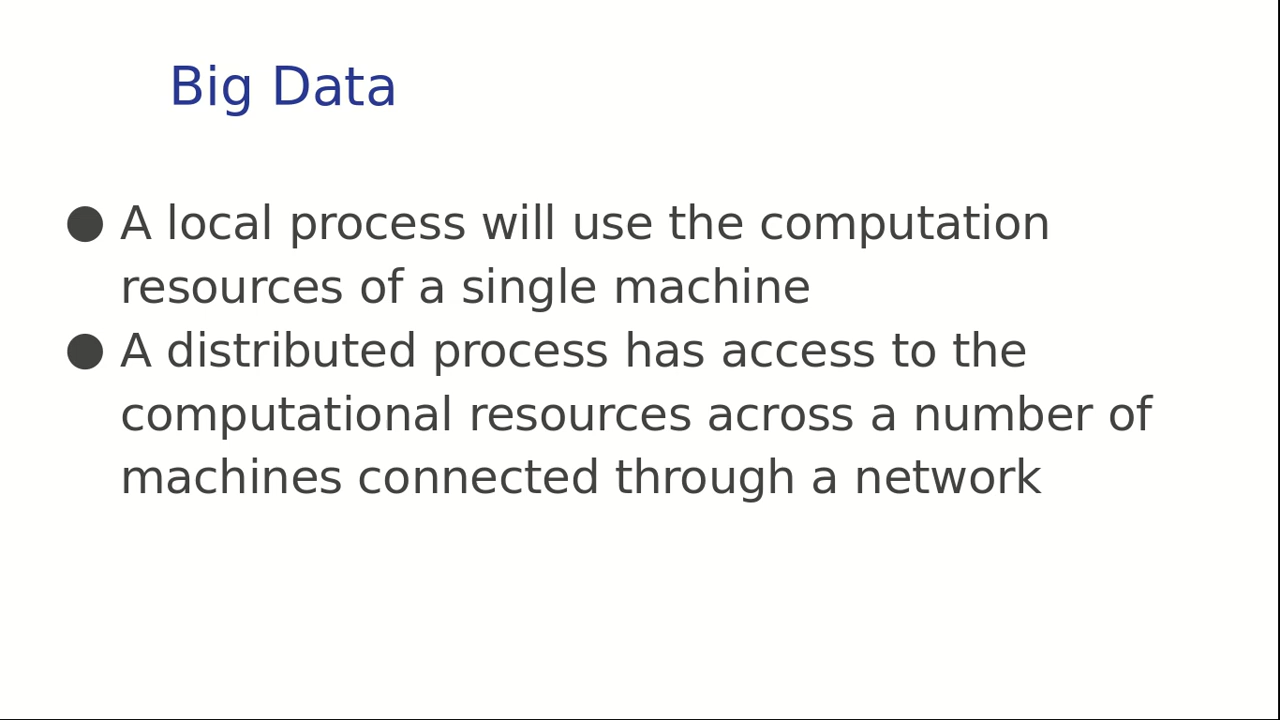 Big Data
● A local process will use the computation
resources of a single machine
● A distributed process has access to the
computational resources across a number of
machines connected through a network